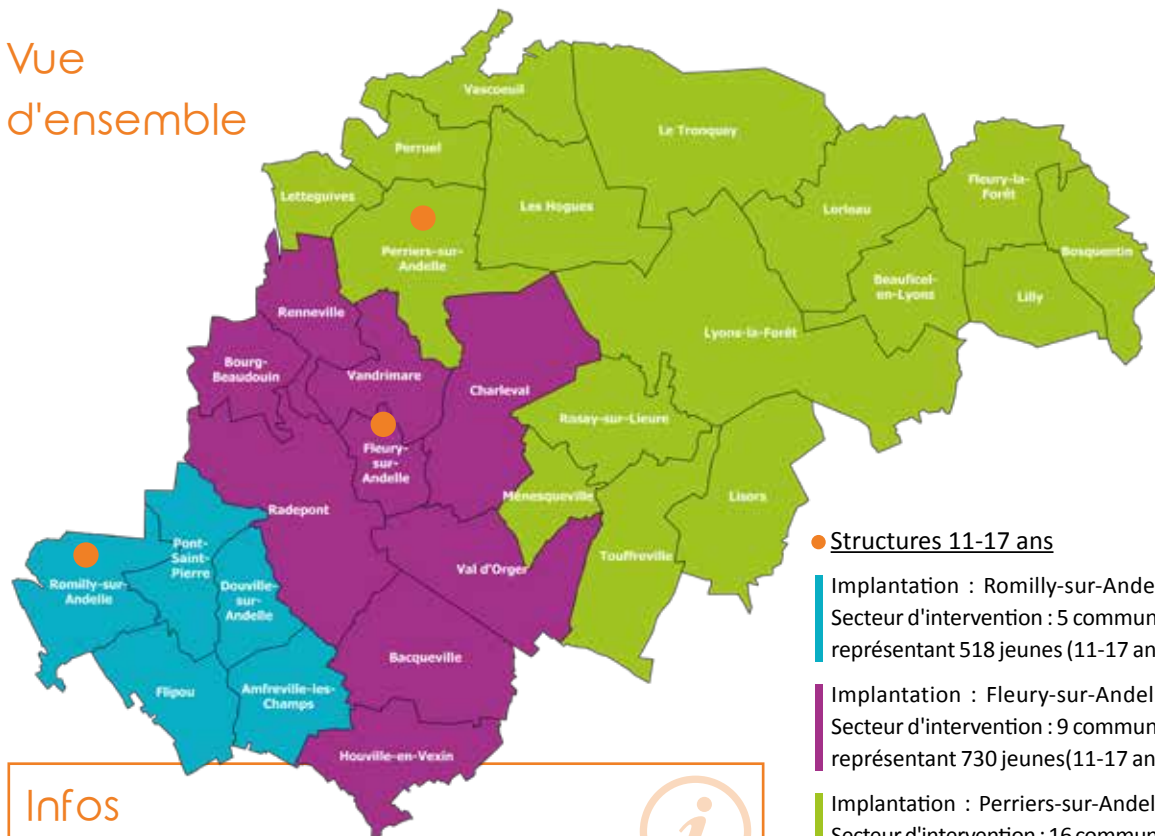 Vue
d'ensemble
Vascoeuil
Le Tronquay
Perruel
Fleury-la-
Forêt
Letteguives
Les Hogues
Lorleau
Perriers-sur-
Andelle
Bosquentin
Beauficel-
en-Lyons
Lilly
Renneville
Lyons-la-Forêt
Bourg-
Beaudouin
Vandrimare
Charleval
Rosay-sur-Lieure
Fleury-
sur-
Andelle
Ménesqueville
Lisors
Radepont
Pont-
Saint-
Pierre
Touffreville
Val d'Orger
Romilly-sur-
Andelle
Douville-
sur-
Andelle
Bacqueville
Flipou
Amfreville-les-
Champs
Houville-en-Vexin
Structures 11-17 ans
Implantation : Romilly-sur-Ande
Secteur d'intervention : 5 commun
représentant 518 jeunes (11-17 an
Implantation : Fleury-sur-Andel
Secteur d'intervention : 9 commun
représentant 730 jeunes(11-17 an
Implantation : Perriers-sur-Andel
Secteur d'intervention : 16 commun
Infos
i